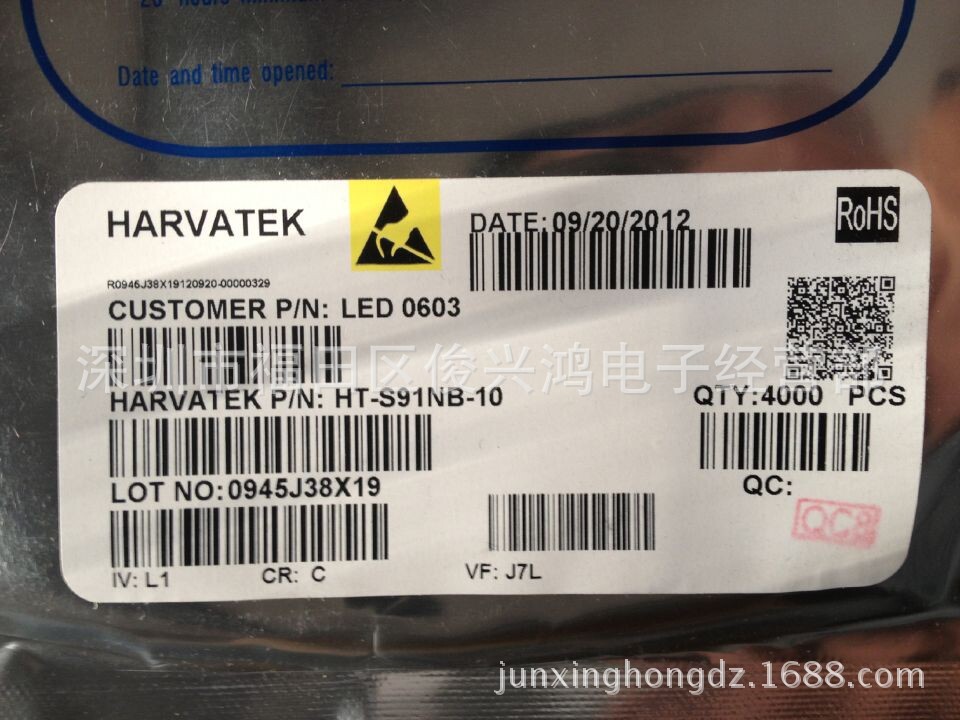 Date and time opened:
HARVATEK
DATE: 09/20/2012
RoHS
R0945J38X19120920-00000329
CUSTOMER P/N: LED 0603
深圳市福田区俊兴鸿电子经营部
HARVATEK P/N: HT-S91NB-10
QTY:4000 PCS
LOT NO:0945J38X19
QC:
IV: L1 CR: C VF: J7L
junxinghongdz.1688.com